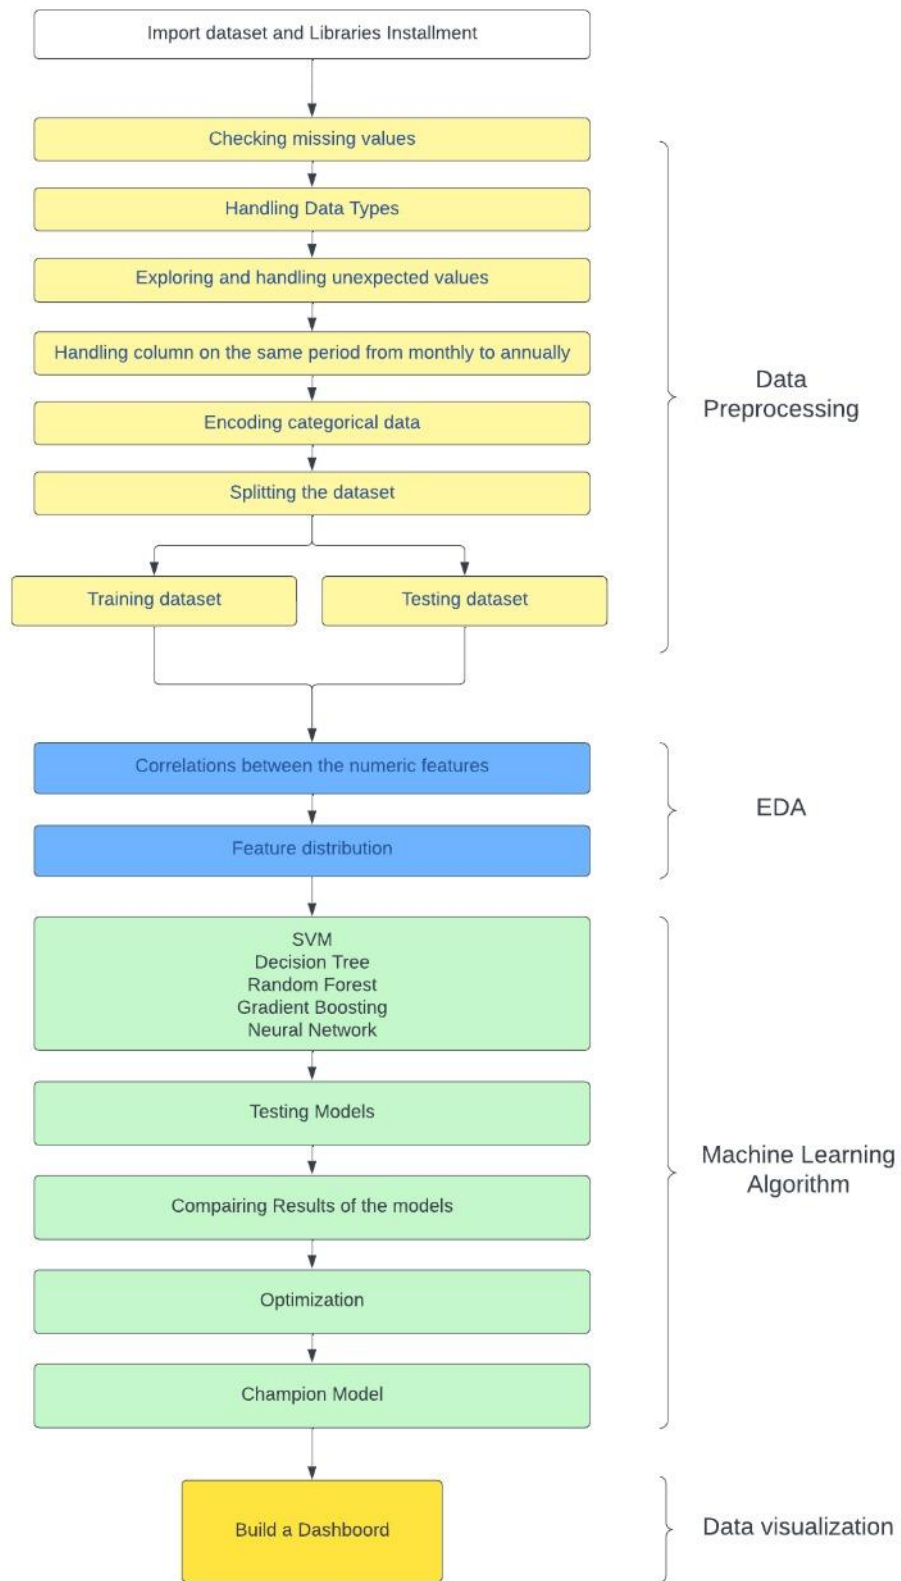 Import dataset and Libraries Installment
Checking missing values
Handling Data Types
Exploring and handling unexpected values
Handling column on the same period from monthly to annually
Encoding categorical data
Splitting the dataset
Training dataset
Testing dataset
Data
Preprocessing
Correlations between the numeric features
Feature distribution
EDA
SVM
Decision Tree
Random Forest
Gradient Boosting
Neural Network
Testing Models
Compairing Results of the models
Optimization
Champion Model
Machine Learning
Algorithm
Build a Dashboord
Data visualization